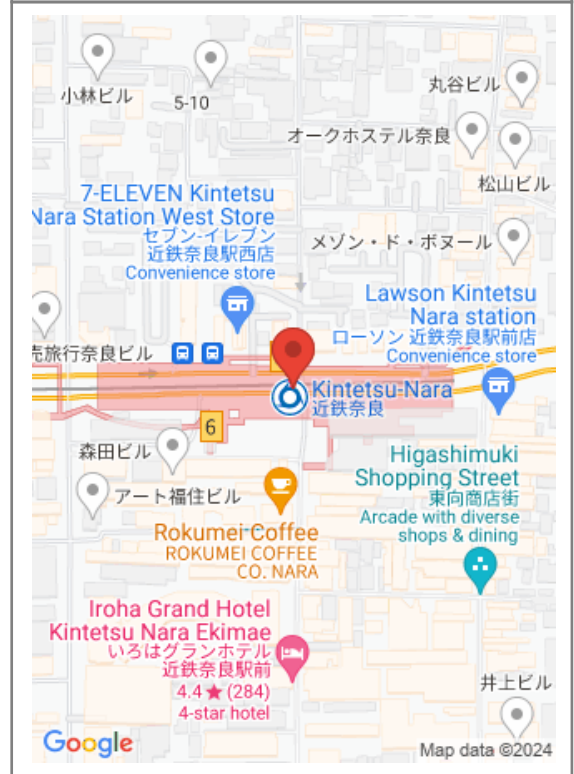 小林ビル
5-10
丸谷ビル
オークホステル奈良
松山ビル
7-ELEVEN Kintetsu
Nara Station West Store
セブン-イレブン
近鉄奈良駅西店
Convenience store
メゾン・ド・ボヌール
Lawson Kintetsu
Nara station
ローソン 近鉄奈良駅前店
Convenience store
売旅行奈良ビル
Kintetsu-Nara
近鉄奈良
6
森田ビル
アート福住ビル
Higashimuki
Shopping Street
東向商店街
Arcade with diverse
shops & dining
Rokumei Coffee
ROKUMEI COFFEE
CO. NARA
Iroha Grand Hotel
Kintetsu Nara Ekimae
いろはグランホテル
近鉄奈良駅前
4.4★(284)
4-star hotel
井上ビル
Google
Map data ©2024